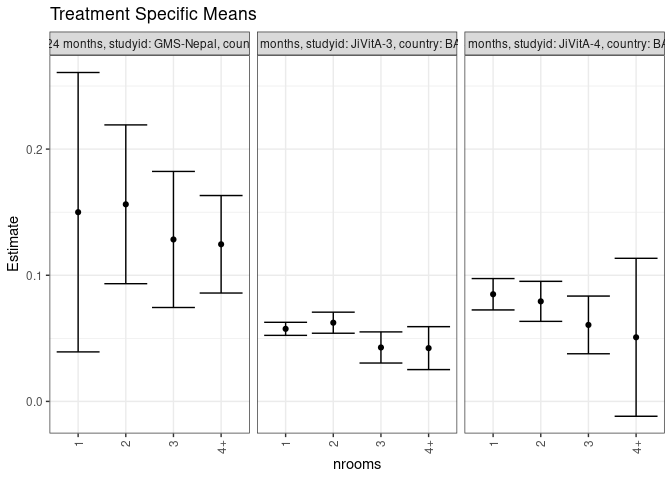 Treatment Specific Means
24 months, studyid: GMS-Nepal, coun
months, studyid: JiVitA-3, country: BA
months, studyid: JiVitA-4, country: BA
Estimate
0.2
0.1
0.0
1 2 3 4+
1 2 3 4+
1 2 3 4+
nrooms